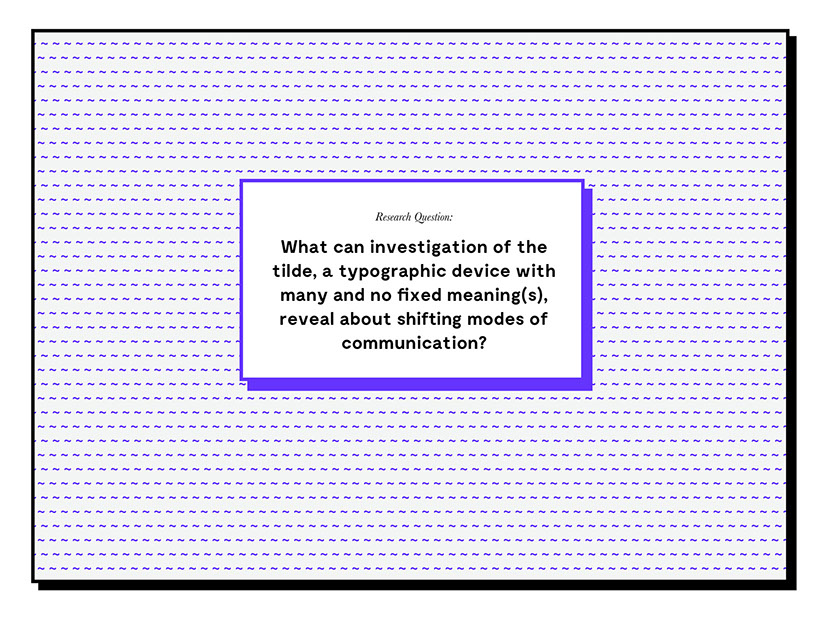 Research Question:
What can investigation of the
tilde, a typographic device with
many and no fixed meaning(s),
reveal about shifting modes of
communication?